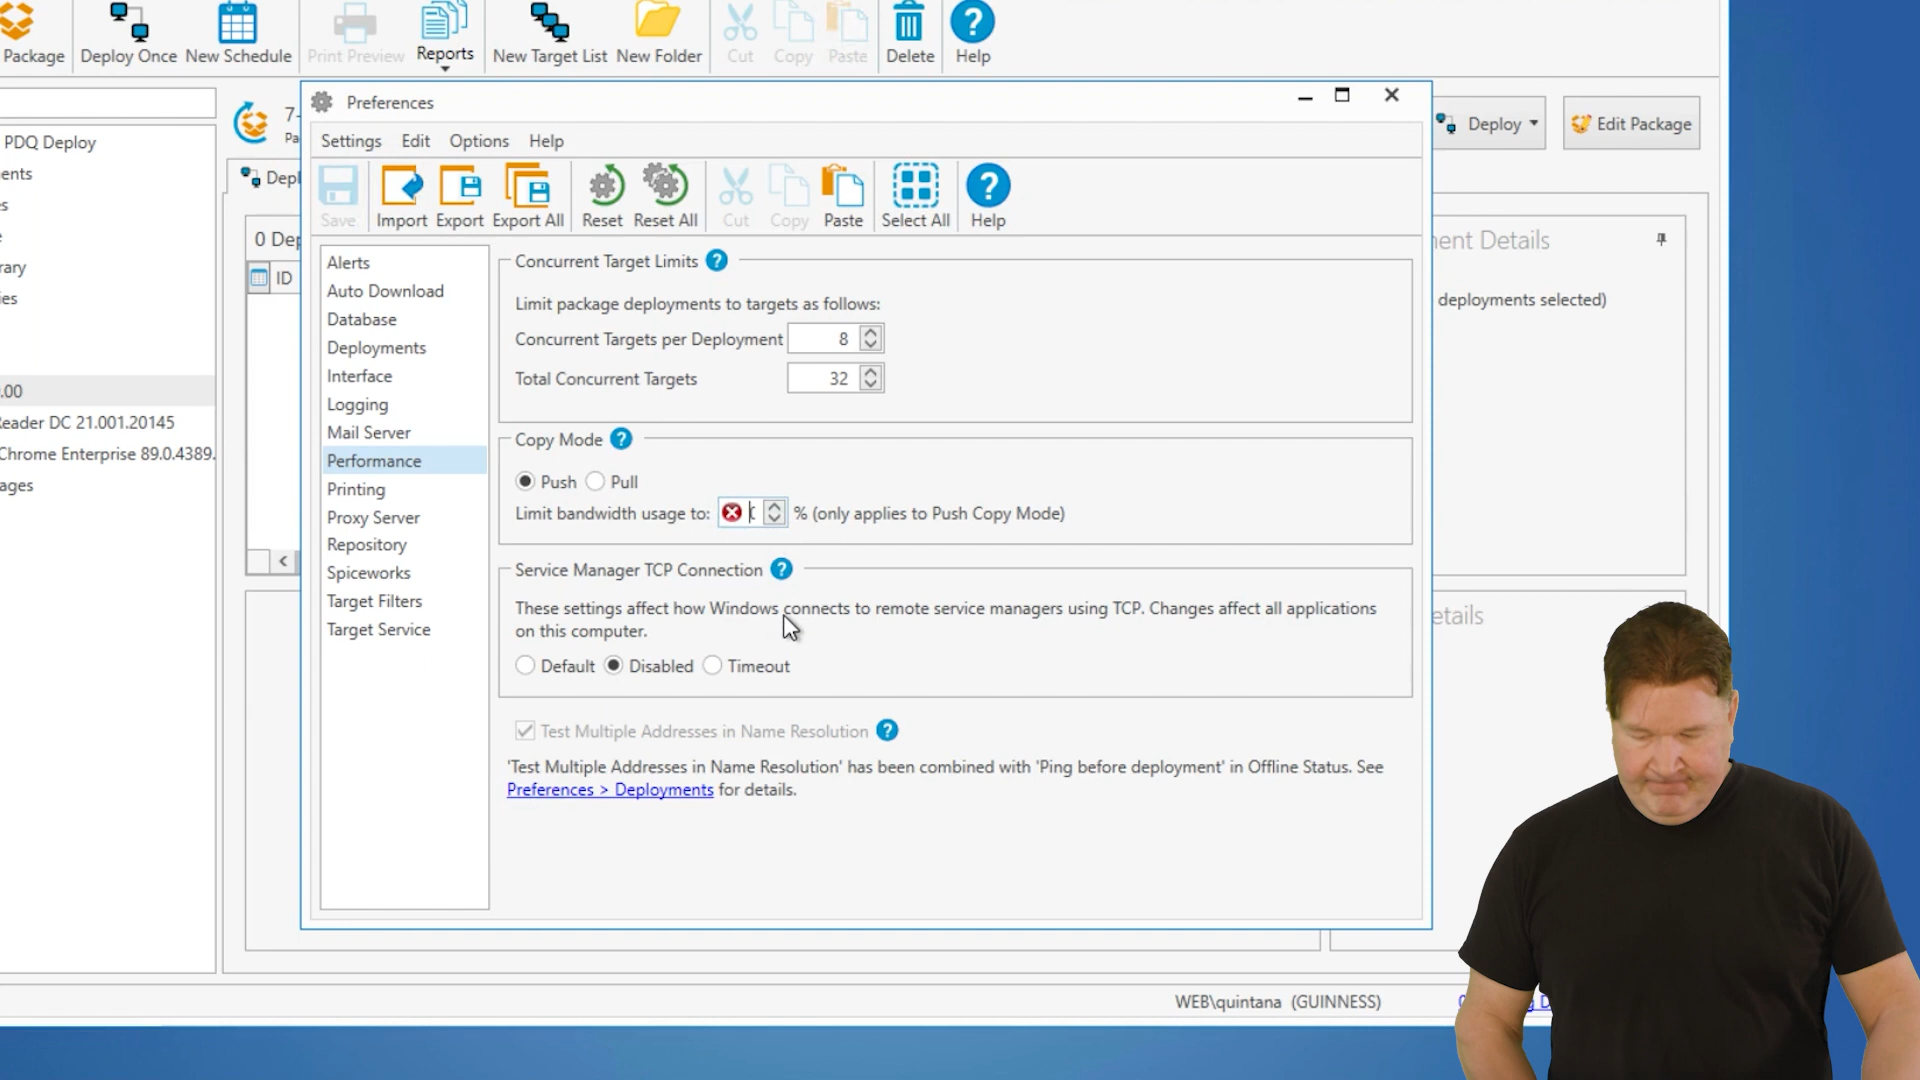 Package
Deploy Once
New Schedule
Print Preview
Reports
New Target List
New Folder
Cut
Copy
Paste
Delete
Help
Preferences
Settings Edit Options Help
Save
Import
Export
Export All
Reset
Reset All
Cut
Copy
Paste
Select All
Help
Deploy
Edit Package
PDQ Deploy
0 Dep
ID
.00
eader DC 21.001.20145
Chrome Enterprise 89.0.4389.
Alerts
Auto Download
Database
Deployments
Interface
Logging
Mail Server
Performance
Printing
Proxy Server
Repository
Spiceworks
Target Filters
Target Service
Concurrent Target Limits
Limit package deployments to targets as follows:
Concurrent Targets per Deployment 8
Total Concurrent Targets 32
Copy Mode
Push Pull
Limit bandwidth usage to: % (only applies to Push Copy Mode)
Service Manager TCP Connection
These settings affect how Windows connects to remote service managers using TCP. Changes affect all applications
on this computer.
Default Disabled Timeout
Test Multiple Addresses in Name Resolution
'Test Multiple Addresses in Name Resolution' has been combined with 'Ping before deployment' in Offline Status. See
Preferences > Deployments for details.
ent Details
deployments selected)
etails
WEB\quintana (GUINNESS)